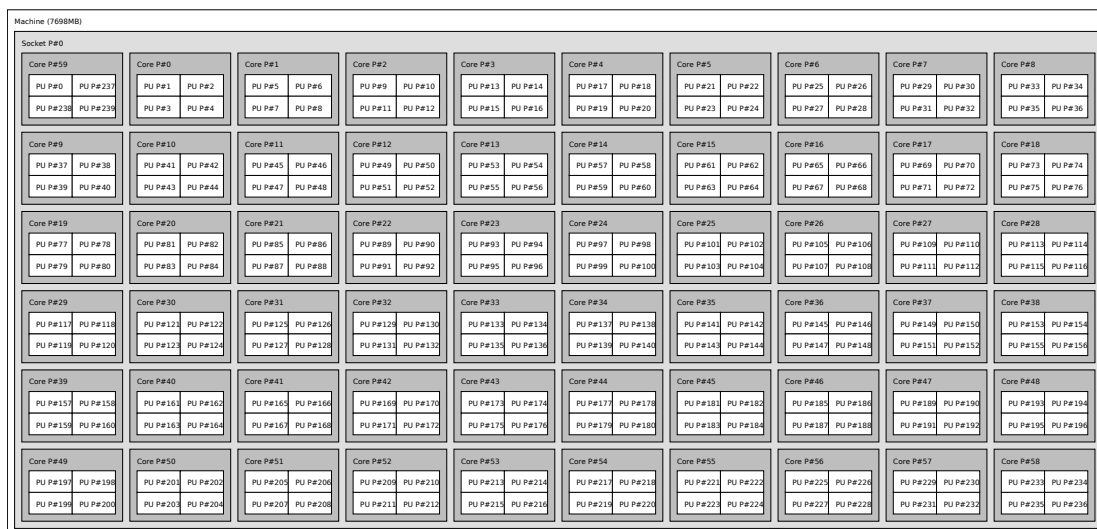 Machine (7698MB)
Socket P#0
Core P#59 Core P#0 Core P#1 Core P#2 Core P#3 Core P#4 Core P#5 Core P#6 Core P#7 Core P#8
PU P#0 PU P#237 PU P#1 PU P#2 PU P#5 PU P#6 PU P#9 PU P#10 PU P#13 PU P#14 PU P#17 PU P#18 PU P#21 PU P#22 PU P#25 PU P#26 PU P#29 PU P#30 PU P#33 PU P#34
PU P#238 PU P#239 PU P#3 PU P#4 PU P#7 PU P#8 PU P#11 PU P#12 PU P#15 PU P#16 PU P#19 PU P#20 PU P#23 PU P#24 PU P#27 PU P#28 PU P#31 PU P#32 PU P#35 PU P#36
Core P#9 Core P#10 Core P#11 Core P#12 Core P#13 Core P#14 Core P#15 Core P#16 Core P#17 Core P#18
PU P#37 PU P#38 PU P#41 PU P#42 PU P#45 PU P#46 PU P#49 PU P#50 PU P#53 PU P#54 PU P#57 PU P#58 PU P#61 PU P#62 PU P#65 PU P#66 PU P#69 PU P#70 PU P#73 PU P#74
PU P#39 PU P#40 PU P#43 PU P#44 PU P#47 PU P#48 PU P#51 PU P#52 PU P#55 PU P#56 PU P#59 PU P#60 PU P#63 PU P#64 PU P#67 PU P#68 PU P#71 PU P#72 PU P#75 PU P#76
Core P#19 Core P#20 Core P#21 Core P#22 Core P#23 Core P#24 Core P#25 Core P#26 Core P#27 Core P#28
PU P#77 PU P#78 PU P#81 PU P#82 PU P#85 PU P#86 PU P#89 PU P#90 PU P#93 PU P#94 PU P#97 PU P#98 PU P#101 PU P#102 PU P#105 PU P#106 PU P#109 PU P#110 PU P#113 PU P#114
PU P#79 PU P#80 PU P#83 PU P#84 PU P#87 PU P#88 PU P#91 PU P#92 PU P#95 PU P#96 PU P#99 PU P#100 PU P#103 PU P#104 PU P#107 PU P#108 PU P#111 PU P#112 PU P#115 PU P#116
Core P#29 Core P#30 Core P#31 Core P#32 Core P#33 Core P#34 Core P#35 Core P#36 Core P#37 Core P#38
PU P#117 PU P#118 PU P#121 PU P#122 PU P#125 PU P#126 PU P#129 PU P#130 PU P#133 PU P#134 PU P#137 PU P#138 PU P#141 PU P#142 PU P#145 PU P#146 PU P#149 PU P#150 PU P#153 PU P#154
PU P#119 PU P#120 PU P#123 PU P#124 PU P#127 PU P#128 PU P#131 PU P#132 PU P#135 PU P#136 PU P#139 PU P#140 PU P#143 PU P#144 PU P#147 PU P#148 PU P#151 PU P#152 PU P#155 PU P#156
Core P#39 Core P#40 Core P#41 Core P#42 Core P#43 Core P#44 Core P#45 Core P#46 Core P#47 Core P#48
PU P#157 PU P#158 PU P#161 PU P#162 PU P#165 PU P#166 PU P#169 PU P#170 PU P#173 PU P#174 PU P#177 PU P#178 PU P#181 PU P#182 PU P#185 PU P#186 PU P#189 PU P#190 PU P#193 PU P#194
PU P#159 PU P#160 PU P#163 PU P#164 PU P#167 PU P#168 PU P#171 PU P#172 PU P#175 PU P#176 PU P#179 PU P#180 PU P#183 PU P#184 PU P#187 PU P#188 PU P#191 PU P#192 PU P#195 PU P#196
Core P#49 Core P#50 Core P#51 Core P#52 Core P#53 Core P#54 Core P#55 Core P#56 Core P#57 Core P#58
PU P#197 PU P#198 PU P#201 PU P#202 PU P#205 PU P#206 PU P#209 PU P#210 PU P#213 PU P#214 PU P#217 PU P#218 PU P#221 PU P#222 PU P#225 PU P#226 PU P#229 PU P#230 PU P#233 PU P#234
PU P#199 PU P#200 PU P#203 PU P#204 PU P#207 PU P#208 PU P#211 PU P#212 PU P#215 PU P#216 PU P#219 PU P#220 PU P#223 PU P#224 PU P#227 PU P#228 PU P#231 PU P#232 PU P#235 PU P#236